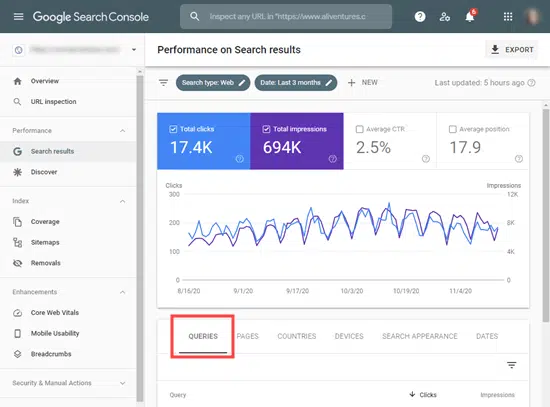 Google Search Console
Inspect any URL in "https://www.aliventures.c
6
Performance on Search results
EXPORT
Overview
Search type: Web
Date: Last 3 months
NEW
Last updated: 5 hours ago
URL inspection
Performance
Search results
Discover
Total clicks
17.4K
Total impressions
694K
Average CTR
2.5%
Average position
17.9
Index
Coverage
Sitemaps
Removals
Clicks
Impressions
300
200
100
0
12K
8K
4K
0
8/16/20
9/1/20
9/17/20
10/3/20
10/19/20
11/4/20
Enhancements
Core Web Vitals
Mobile Usability
Breadcrumbs
Security & Manual Actions
QUERIES
PAGES
COUNTRIES
DEVICES
SEARCH APPEARANCE
DATES
Query
Clicks
Impressions